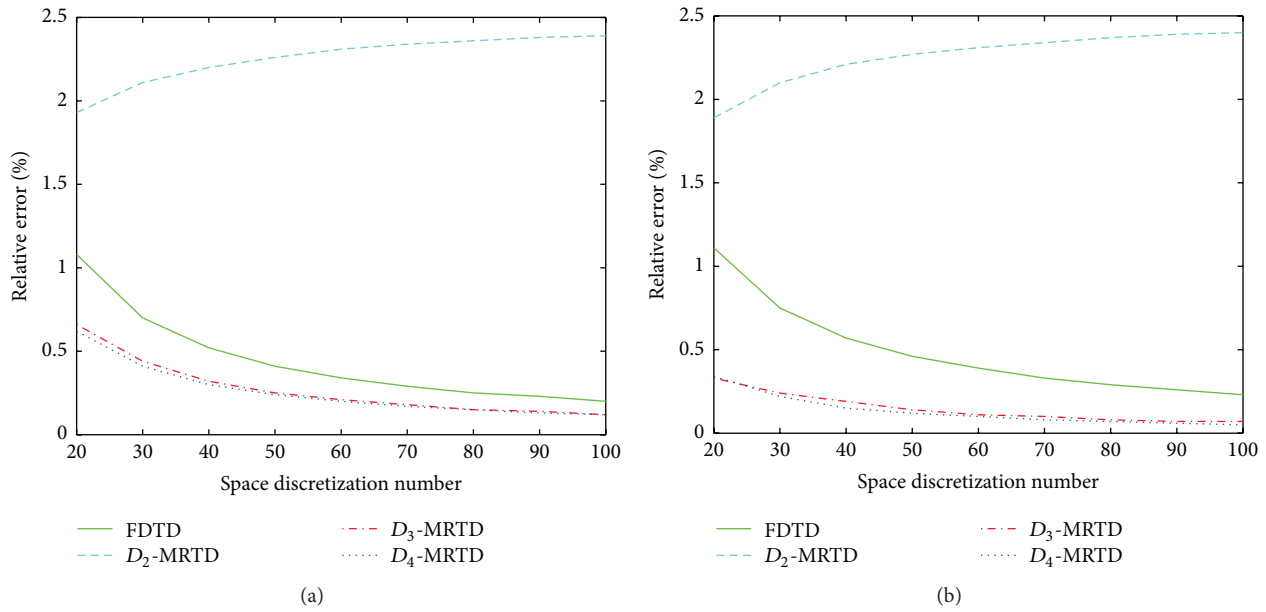 2.5
2
1.5
1
0.5
0
Relative error (%)
20 30 40 50 60 70 80 90 100
Space discretization number
FDTD
D₂-MRTD
D₃-MRTD
D₄-MRTD
(a)
2.5
2
1.5
1
0.5
0
Relative error (%)
20 30 40 50 60 70 80 90 100
Space discretization number
FDTD
D₂-MRTD
D₃-MRTD
D₄-MRTD
(b)